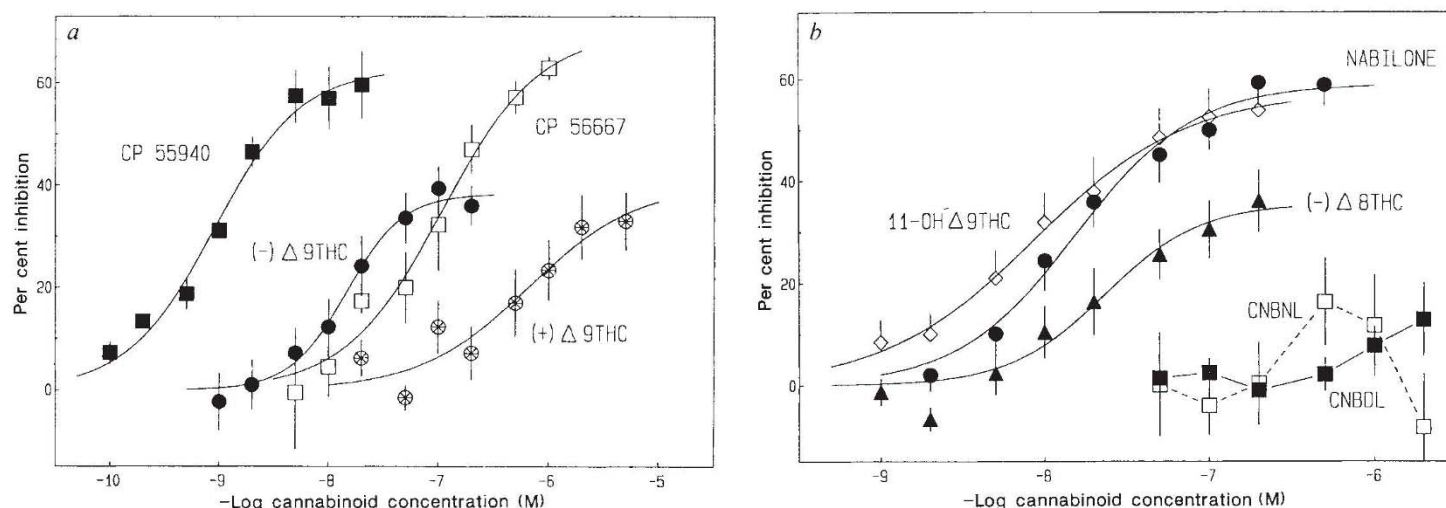 a
60
40
20
0
Per cent inhibition
CP 55940
CP 56667
(-) Δ 9THC
(+) Δ 9THC
-10
-9
-8
-7
-6
-5
-Log cannabinoid concentration (M)
b
60
40
20
0
Per cent inhibition
NABILONE
11-OH Δ 9THC
(-) Δ 8THC
CNBNL
CNBDL
-9
-8
-7
-6
-Log cannabinoid concentration (M)